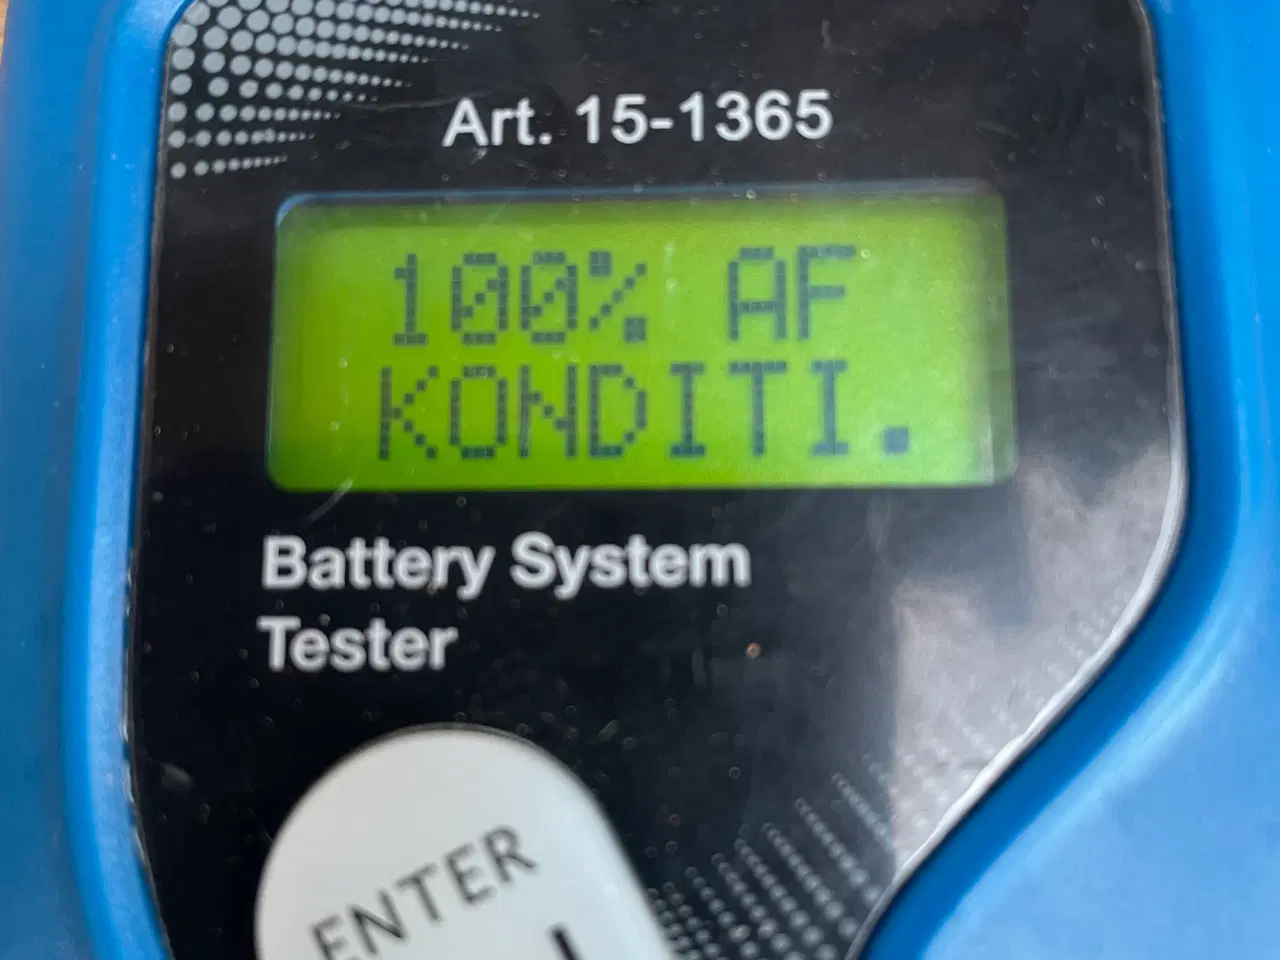 Art. 15-1365
100% AF
KONDITI.
Battery System
Tester
ENTER